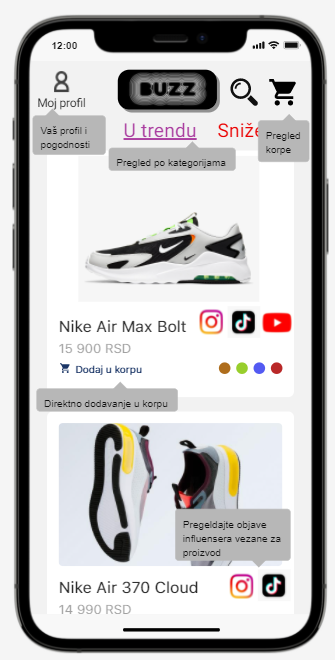 12:00
Moj profil
BUZZ
Vaš profil i
pogodnosti
U trendu
Sniže
Pregled
korpe
Pregled po kategorijama
Nike Air Max Bolt
15 900 RSD
Dodaj u korpu
Direktno dodavanje u korpu
Pregeldajte objave
influensera vezane za
proizvod
Nike Air 370 Cloud
14 990 RSD